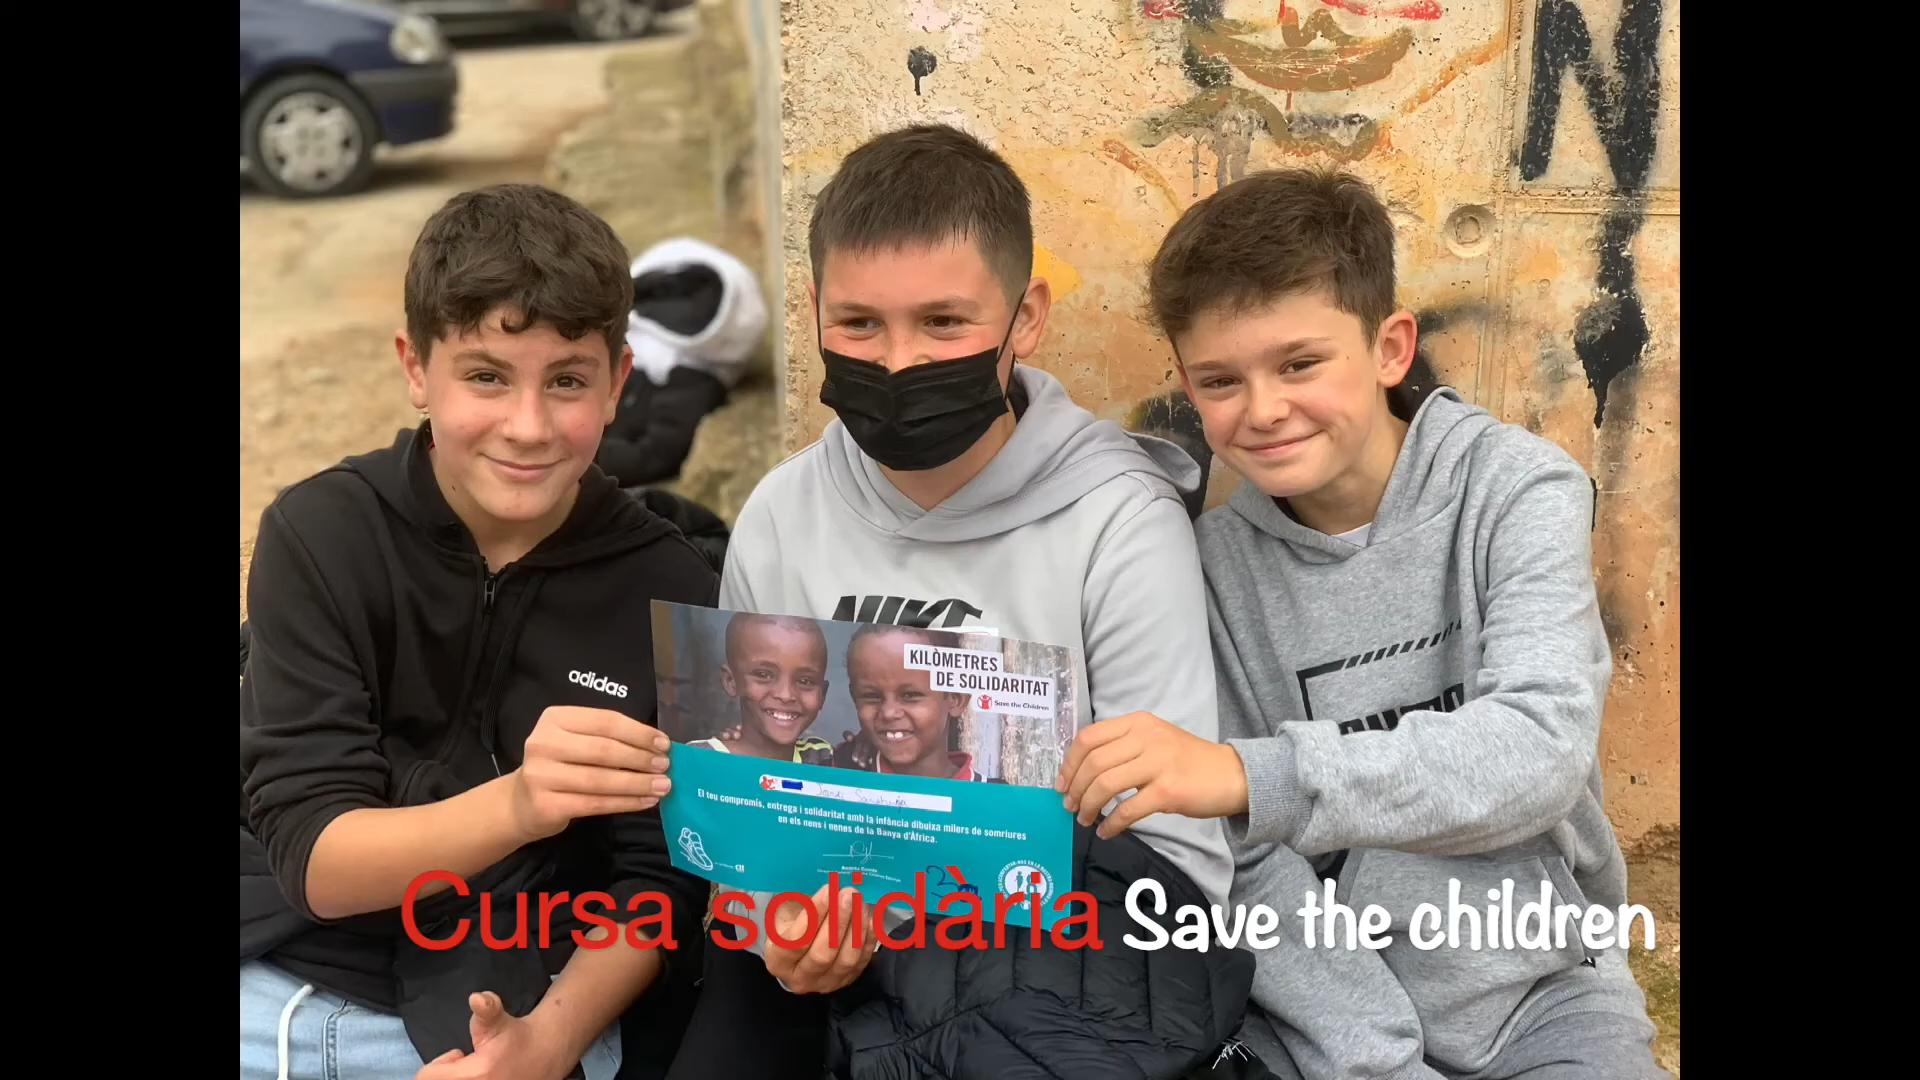 N
NIKE
adidas
KILÒMETRES
DE SOLIDARITAT
Save the Children
El teu compromís, entrega i solidaritat amb la infància dibuixa milers de somriures
en els nens i nenes de la Banya d'Àfrica.
Cursa solidària Save the children